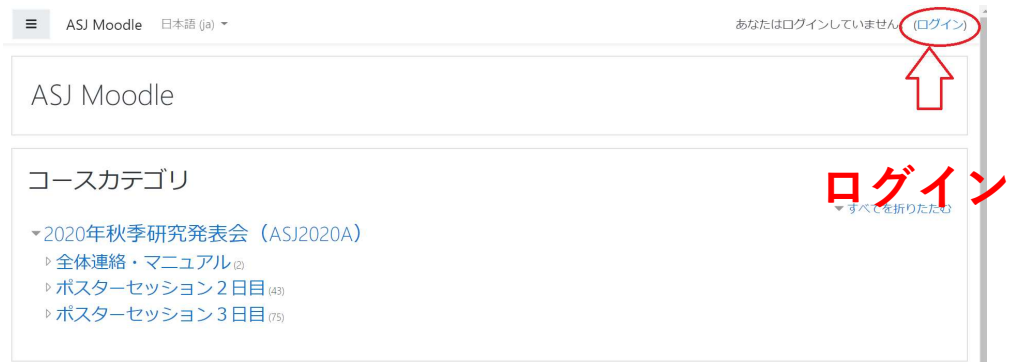 ASJ Moodle 日本語 (ja) あなたはログインしていません。(ログイン)
ASJ Moodle
コースカテゴリ
ログイン
すべてを折りたたむ
2020年秋季研究発表会（ASJ2020A）
全体連絡・マニュアル (2)
ポスターセッション２日目 (43)
ポスターセッション３日目 (75)